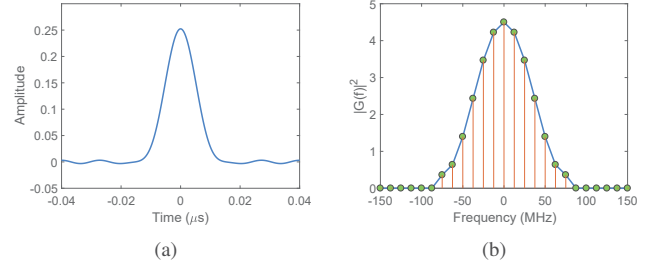 0.25
0.2
0.15
0.1
0.05
0
-0.05
Amplitude
-0.04 -0.02 0 0.02 0.04
Time (μs)
(a)
5
4
3
2
1
0
|G(f)|²
-150 -100 -50 0 50 100 150
Frequency (MHz)
(b)